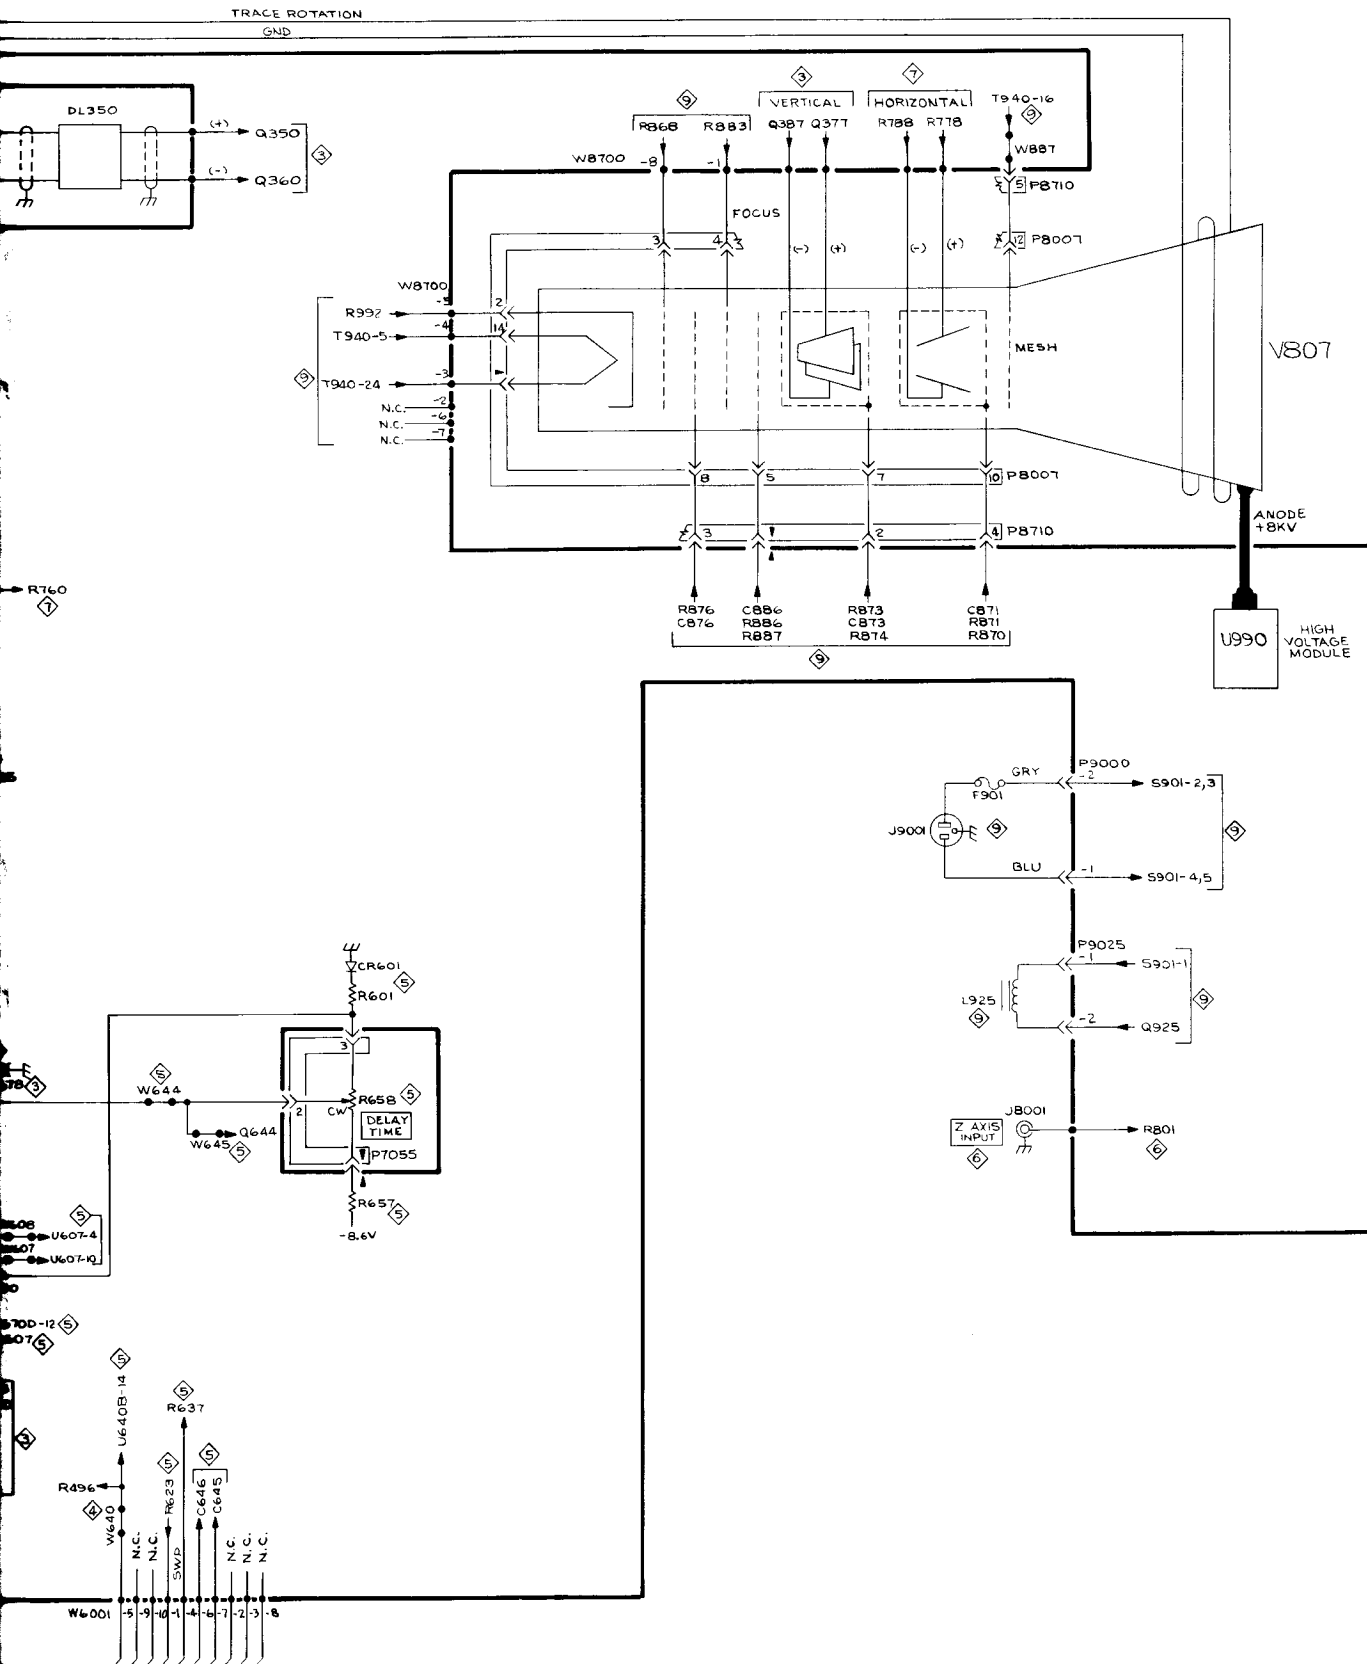 TRACE ROTATION
GND
DL350
(+)
Q350
(-)
Q360
3
9
R868 R883
3
VERTICAL
Q387 Q377
7
HORIZONTAL
R788 R778
T940-16
9
W887
W8700
-8
-1
5 P8710
FOCUS
3
4
(-)
(+)
(-)
(+)
12 P8007
W8700
R992
-5
2
T940-5
-4
14
9
T940-24
-3
N.C.
-2
N.C.
-6
N.C.
-7
MESH
V807
8
5
7
10 P8007
3
2
4 P8710
ANODE
+8KV
R876
C876
C886
R886
R887
R873
C873
R874
C871
R871
R870
9
U990
HIGH
VOLTAGE
MODULE
R760
7
P9000
GRY
-2
S901-2,3
F901
J9001
9
9
BLU
-1
S901-4,5
P9025
-1
S901-1
L925
9
9
-2
Q925
J8001
Z AXIS
INPUT
6
R801
6
CR601
5
R601
3
5
W644
2
CW
R658
5
DELAY
TIME
Q644
W645
5
P7055
R657
5
-8.6V
3
5
U607-4
U607-10
70D-12 5
607 5
3
5
U640B-14
R496
4
W640
N.C.
N.C.
5
R623
5
R637
SWP
5
C646
C645
N.C.
N.C.
N.C.
W6001
-5 -9 -10 -1 -4 -6 -7 -2 -3 -8